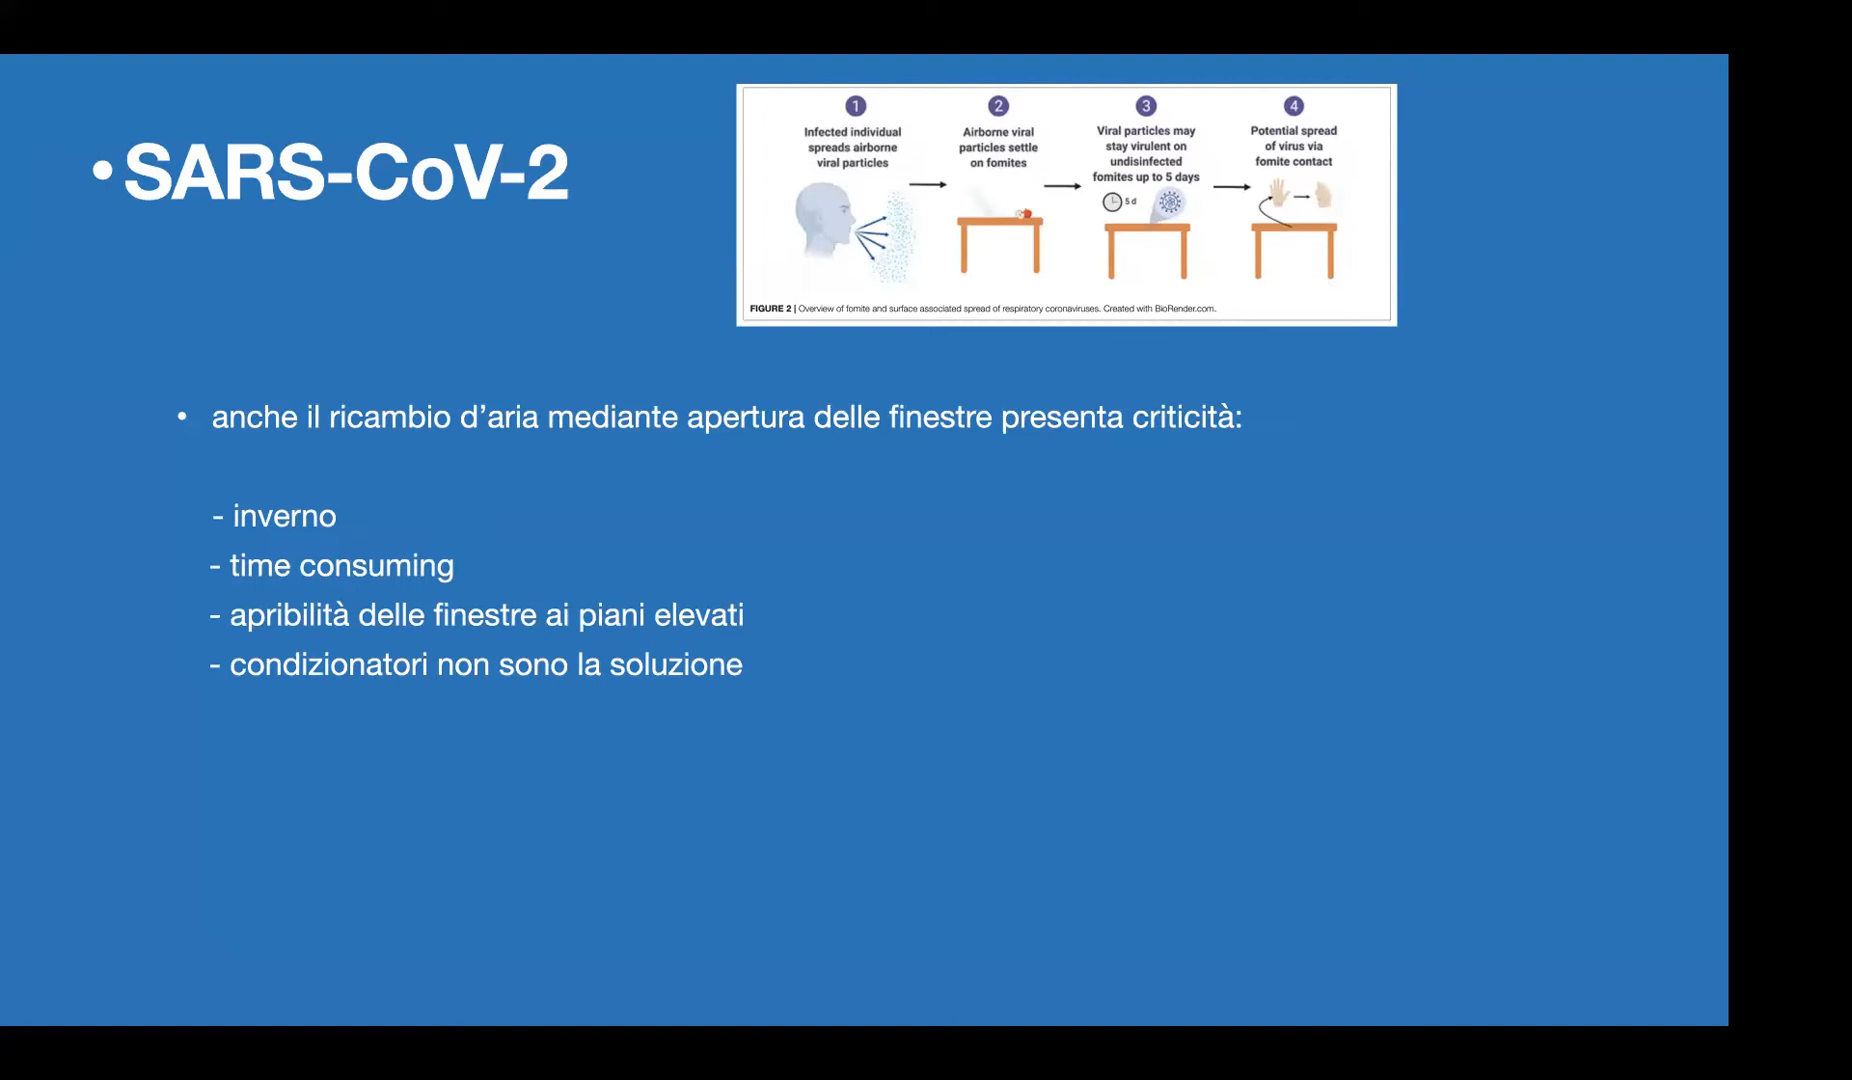 •SARS-CoV-2
1
Infected individual
spreads airborne
viral particles
2
Airborne viral
particles settle
on fomites
3
Viral particles may
stay virulent on
undisinfected
fomites up to 5 days
5 d
4
Potential spread
of virus via
fomite contact
FIGURE 2 | Overview of fomite and surface associated spread of respiratory coronaviruses. Created with BioRender.com.
• anche il ricambio d’aria mediante apertura delle finestre presenta criticità:
- inverno
- time consuming
- apribilità delle finestre ai piani elevati
- condizionatori non sono la soluzione